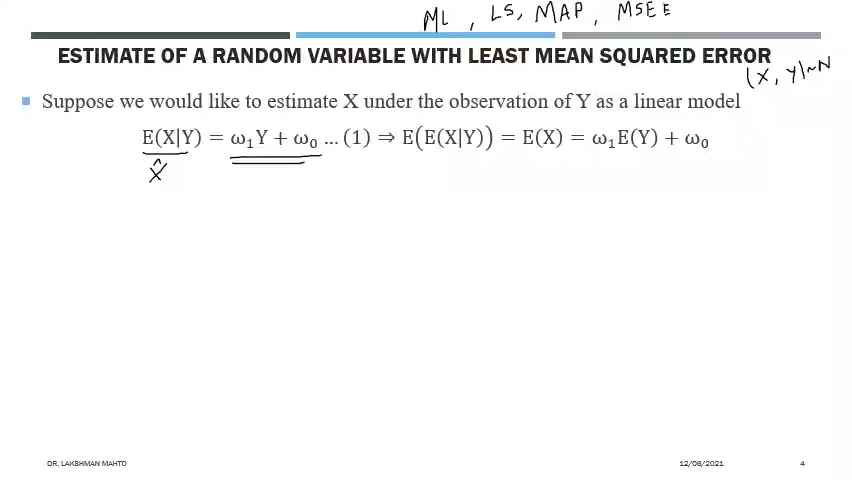 ML , LS, MAP, MSEE
ESTIMATE OF A RANDOM VARIABLE WITH LEAST MEAN SQUARED ERROR
(X, Y)~N
Suppose we would like to estimate X under the observation of Y as a linear model
E(X|Y) = ω₁Y + ω₀ … (1) ⇒ E(E(X|Y)) = E(X) = ω₁E(Y) + ω₀
X̂
DR. LAKSHMAN MAHTO 12/08/2021 4